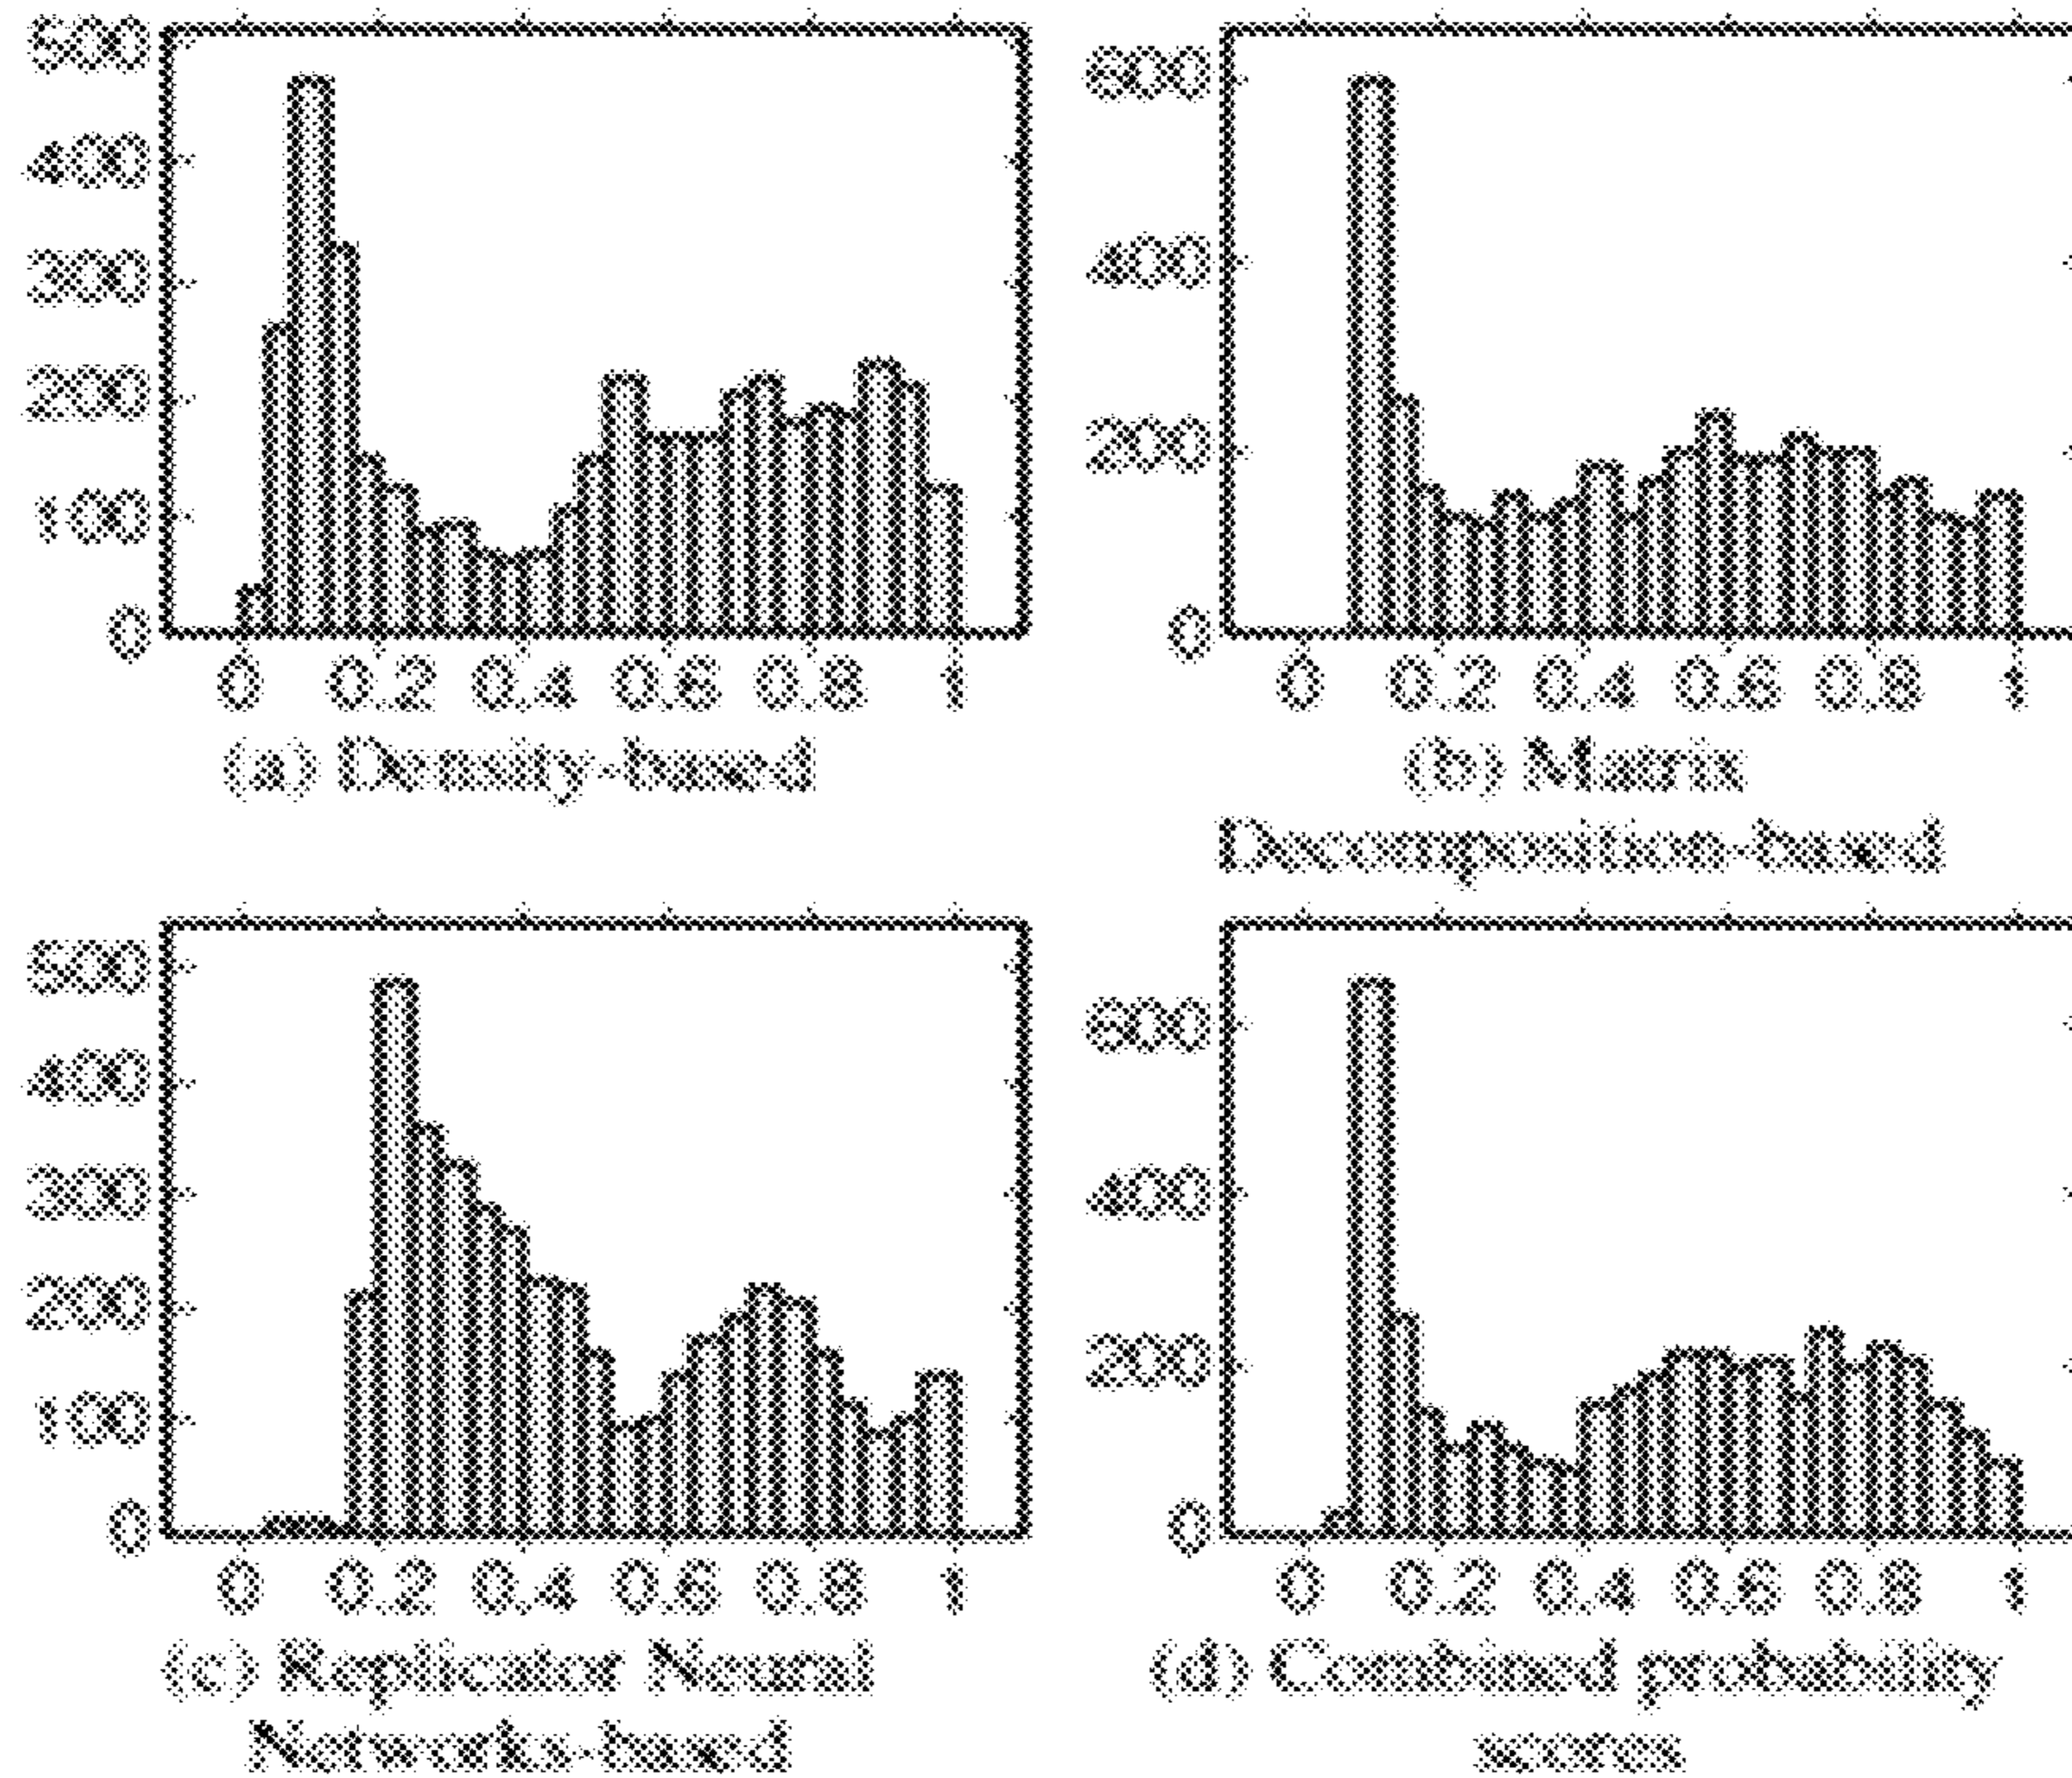 500
400
300
200
100
0
0 0.2 0.4 0.6 0.8 1
(a) Density-based
600
400
200
0
0 0.2 0.4 0.6 0.8 1
(b) Matrix
Decomposition-based
500
400
300
200
100
0
0 0.2 0.4 0.6 0.8 1
(c) Replicator Neural
Networks-based
600
400
200
0
0 0.2 0.4 0.6 0.8 1
(d) Combined probability
scores